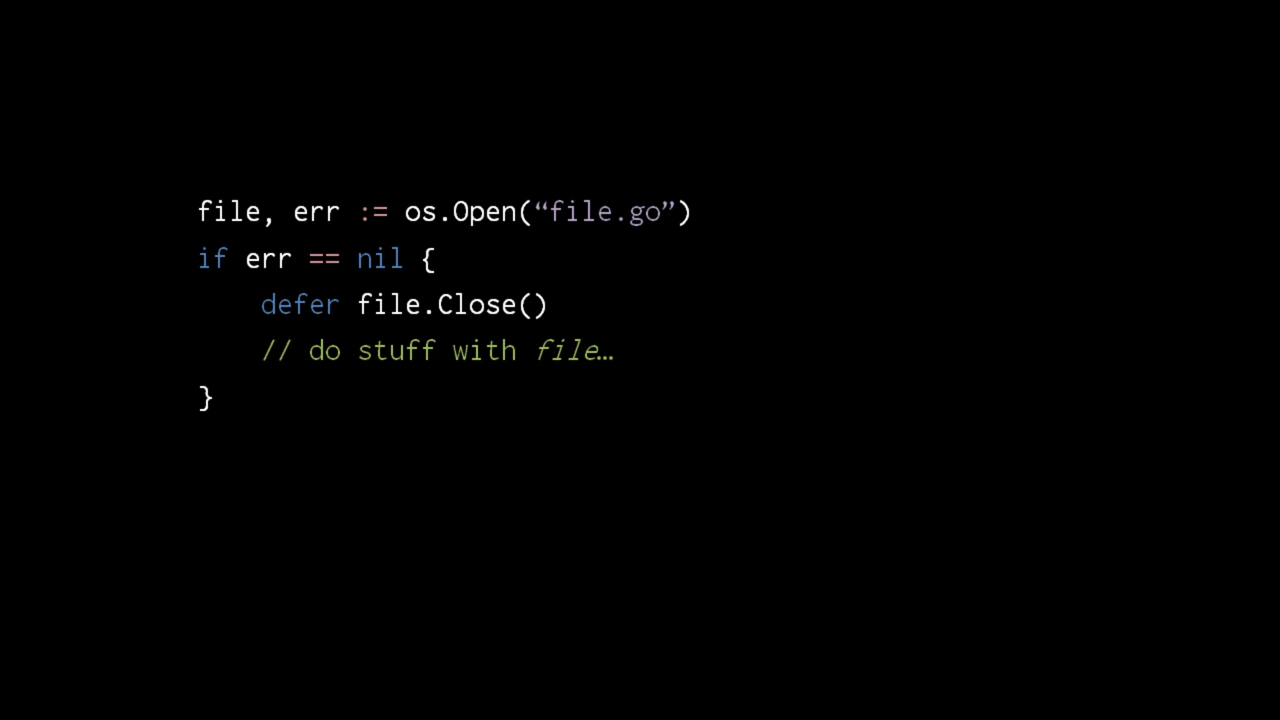 file, err := os.Open(“file.go”)
if err == nil {
    defer file.Close()
    // do stuff with file…
}